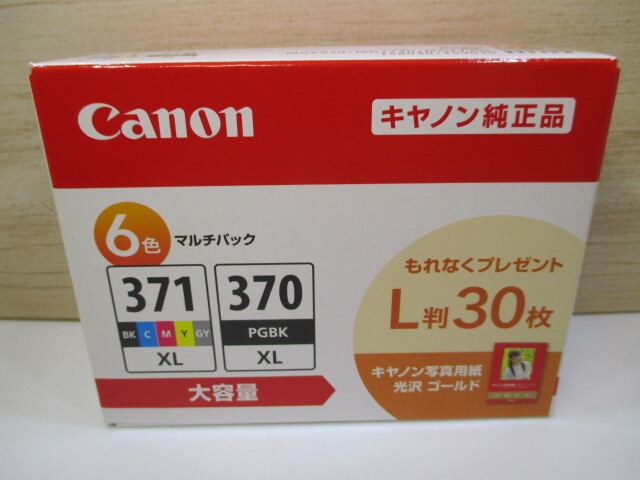 Canon
キヤノン純正品
6色
マルチパック
371
BK C M Y GY
XL
370
PGBK
XL
大容量
もれなくプレゼント
L判30枚
キヤノン写真用紙
光沢 ゴールド